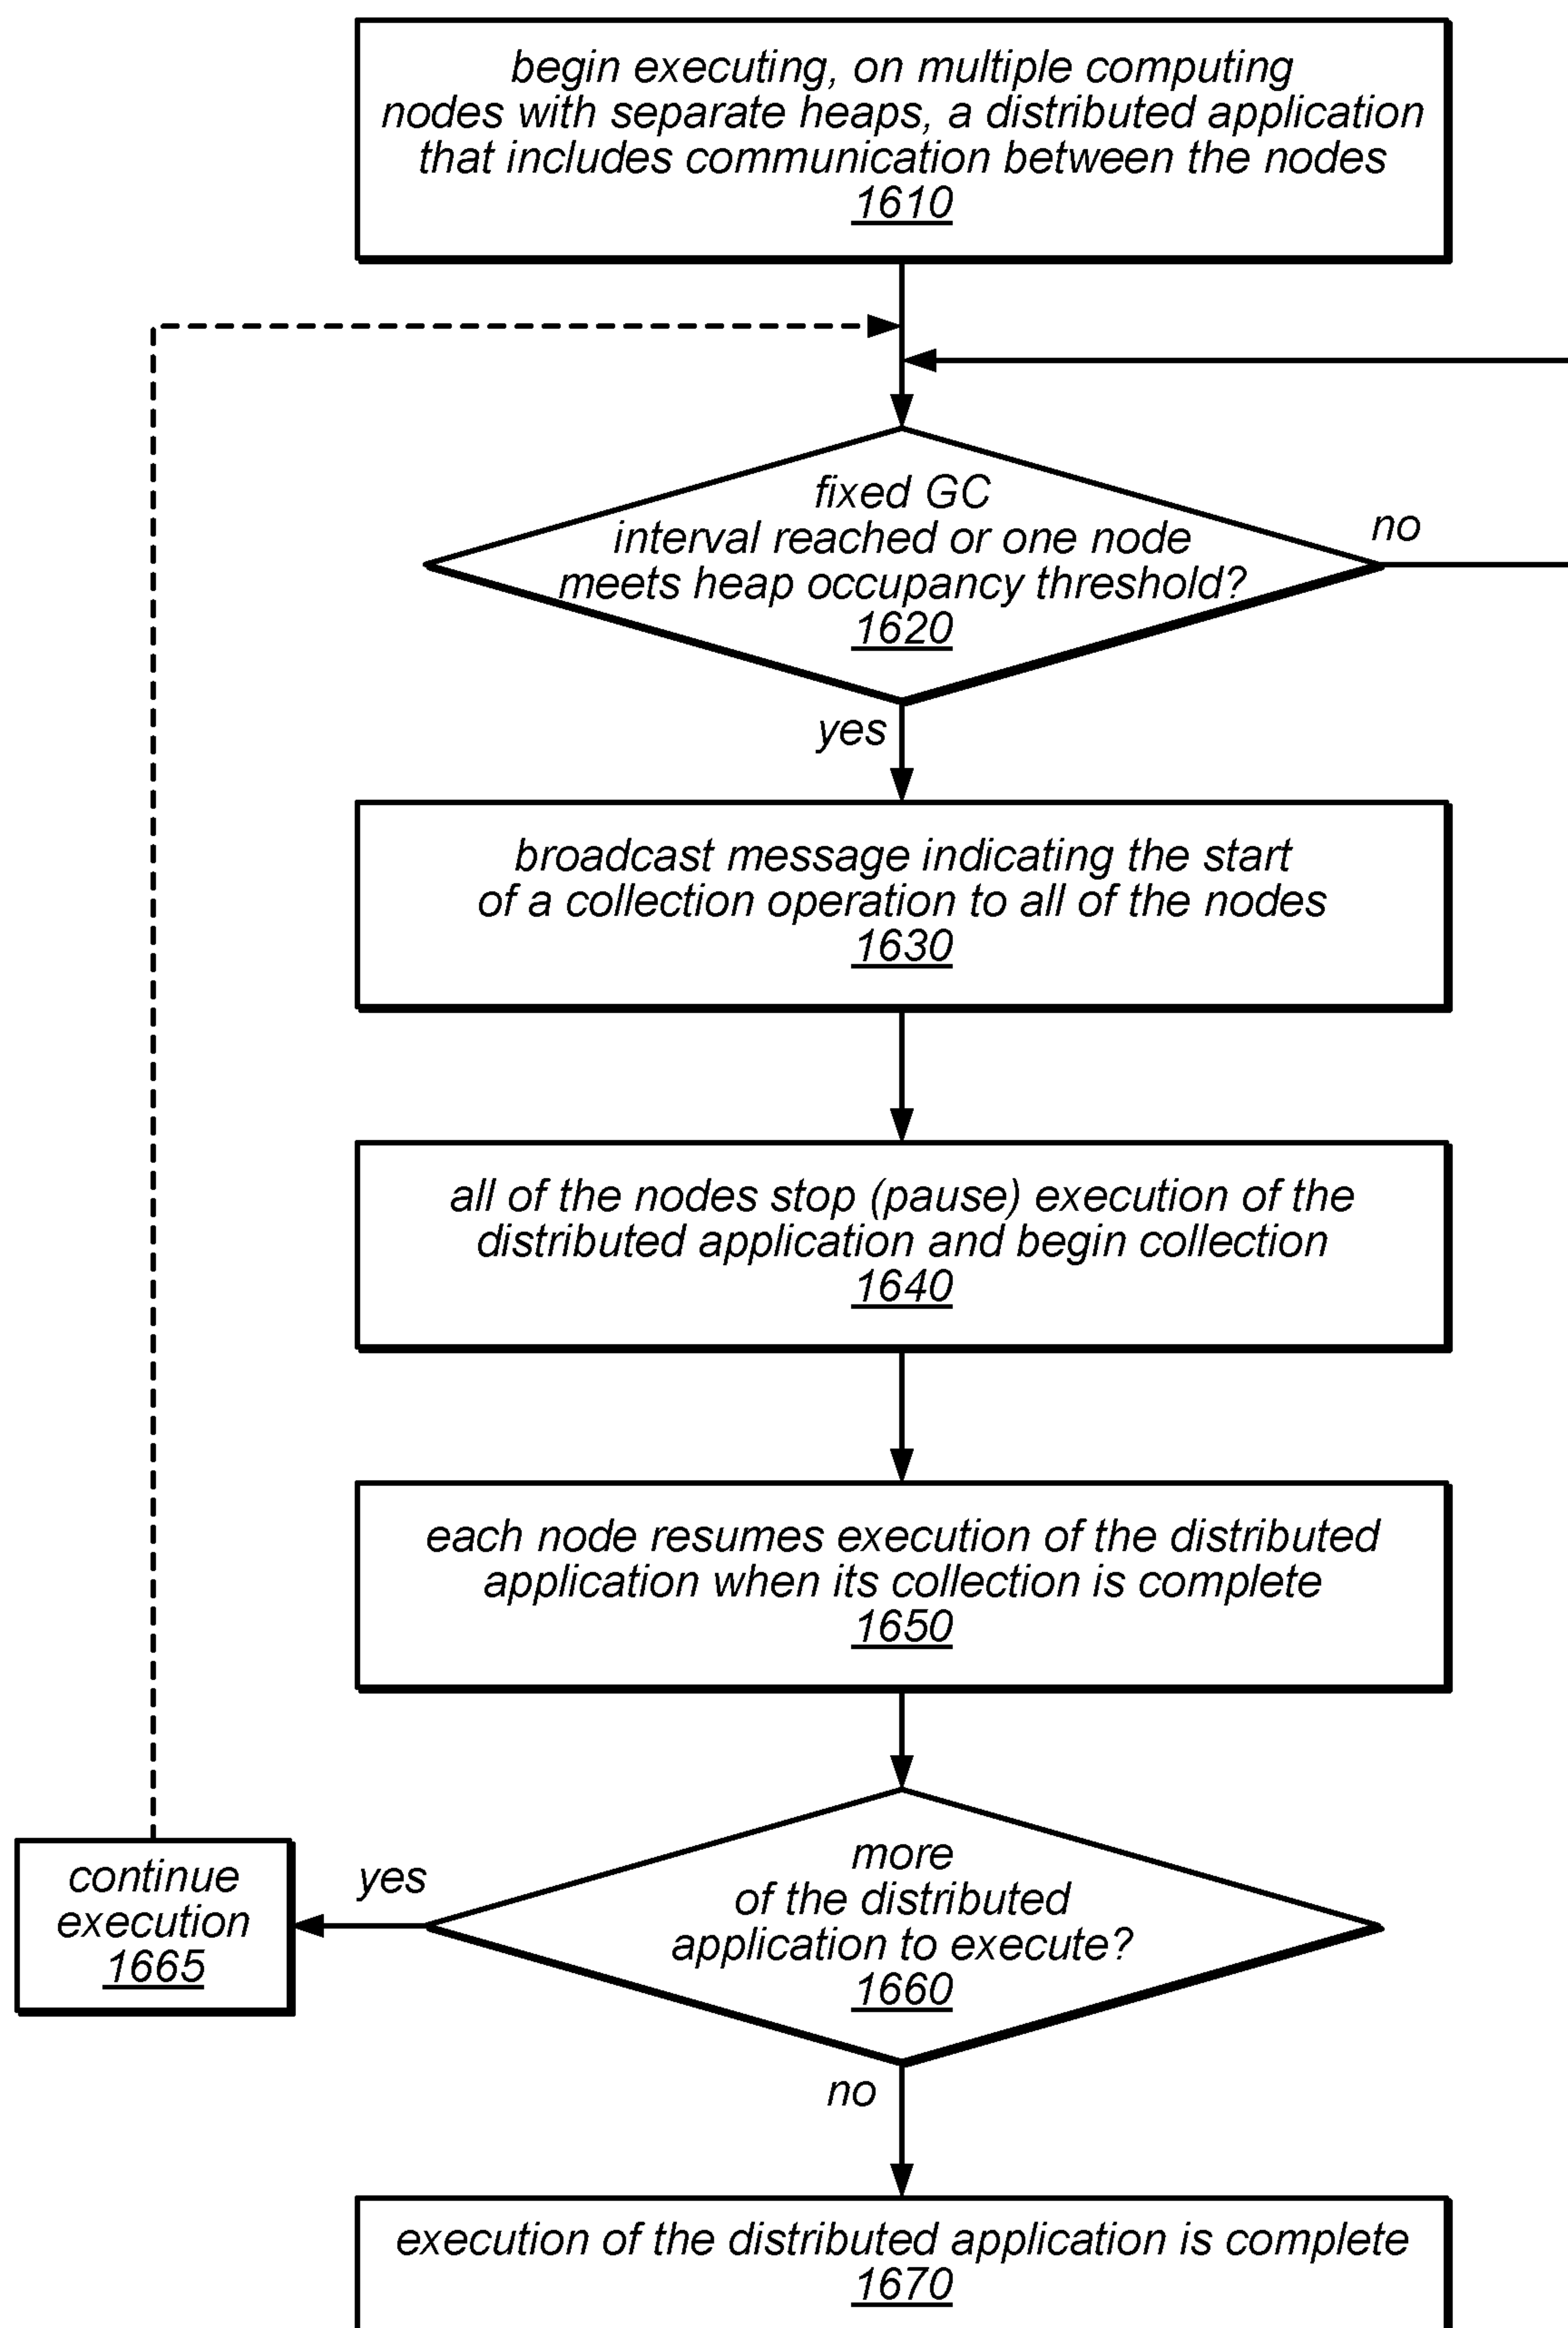 begin executing, on multiple computing
nodes with separate heaps, a distributed application
that includes communication between the nodes
1610
fixed GC
interval reached or one node
meets heap occupancy threshold?
1620
no
yes
broadcast message indicating the start
of a collection operation to all of the nodes
1630
all of the nodes stop (pause) execution of the
distributed application and begin collection
1640
each node resumes execution of the distributed
application when its collection is complete
1650
more
of the distributed
application to execute?
1660
yes
continue
execution
1665
no
execution of the distributed application is complete
1670